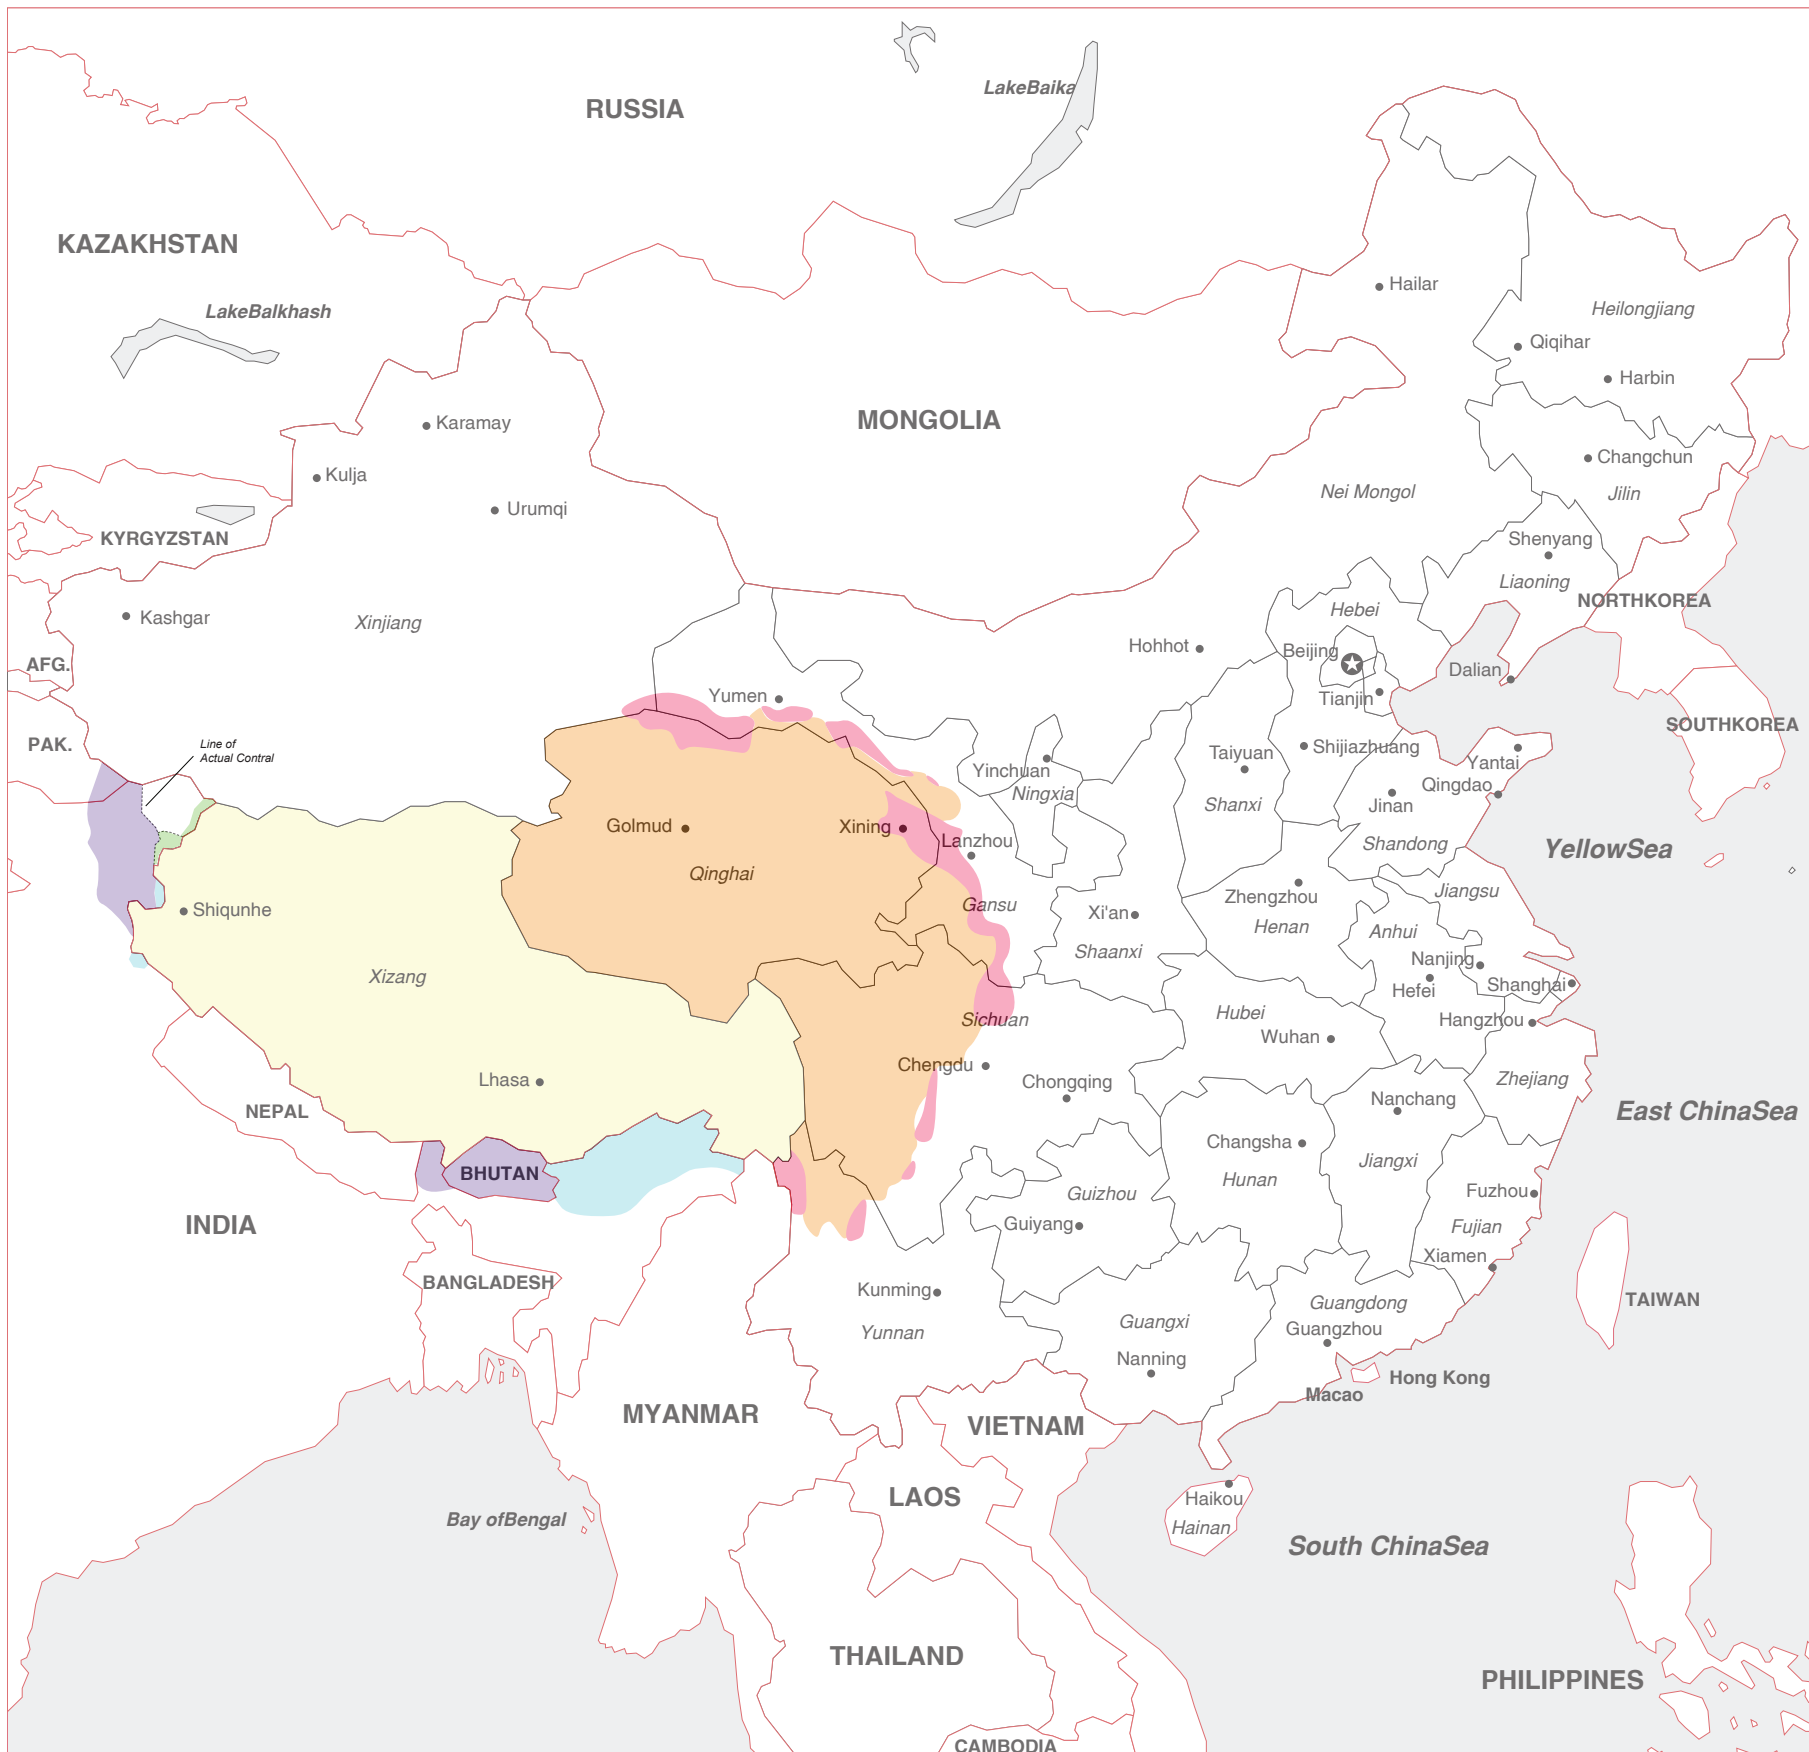 RUSSIA
LakeBaika
KAZAKHSTAN
LakeBalkhash
Hailar
Heilongjiang
Qiqihar
Harbin
MONGOLIA
Karamay
Kulja
Urumqi
Changchun
Jilin
Nei Mongol
KYRGYZSTAN
Shenyang
Liaoning
NORTHKOREA
Kashgar
Xinjiang
Hebei
Hohhot
Beijing
AFG.
Dalian
Yumen
Tianjin
SOUTHKOREA
PAK.
Line of
Actual Contral
Taiyuan
Shijiazhuang
Yantai
Yinchuan
Ningxia
Qingdao
Shanxi
Jinan
Golmud
Xining
Lanzhou
Shandong
YellowSea
Qinghai
Zhengzhou
Jiangsu
Shiqunhe
Gansu
Xi'an
Henan
Anhui
Shaanxi
Nanjing
Xizang
Hefei
Shanghai
Sichuan
Hubei
Hangzhou
Wuhan
Chengdu
Lhasa
Chongqing
Zhejiang
Nanchang
East ChinaSea
NEPAL
Changsha
BHUTAN
Jiangxi
Hunan
Guizhou
Fuzhou
INDIA
Guiyang
Fujian
Xiamen
BANGLADESH
Kunming
Guangdong
TAIWAN
Yunnan
Guangxi
Guangzhou
Nanning
Hong Kong
Macao
MYANMAR
VIETNAM
LAOS
Haikou
Bay ofBengal
Hainan
South ChinaSea
THAILAND
PHILIPPINES
CAMBODIA